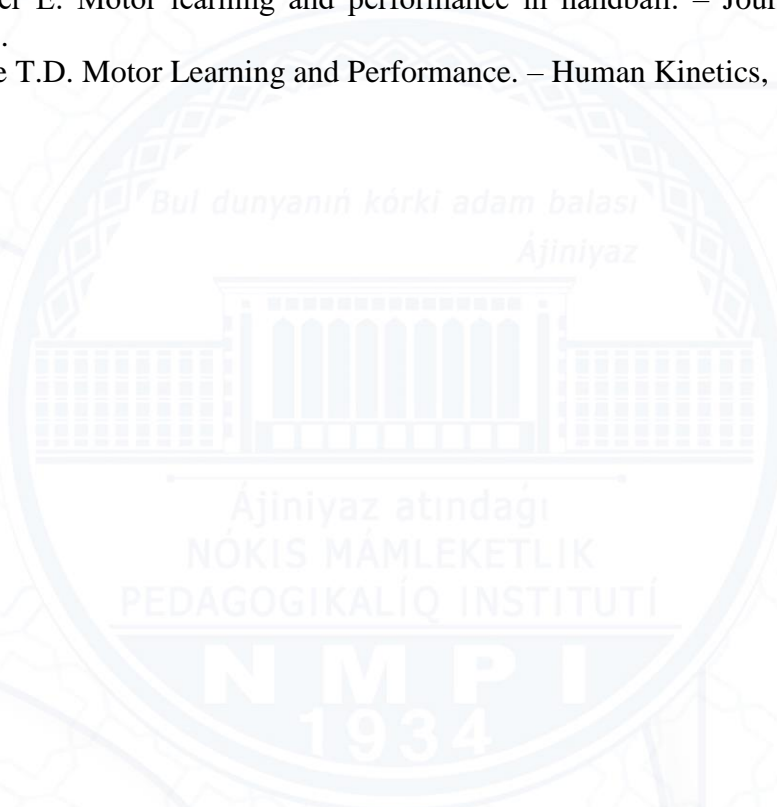 E. Motor learning and performance in handball. – Jour
.
e T.D. Motor Learning and Performance. – Human Kinetics,
Bul dunyanıń kórki adam balası
Ájiniyaz
Ájiniyaz atındaǵı
NÓKIS MÁMLEKETLIK
PEDAGOGIKALÍQ INSTITUTÍ
NMPI
1934